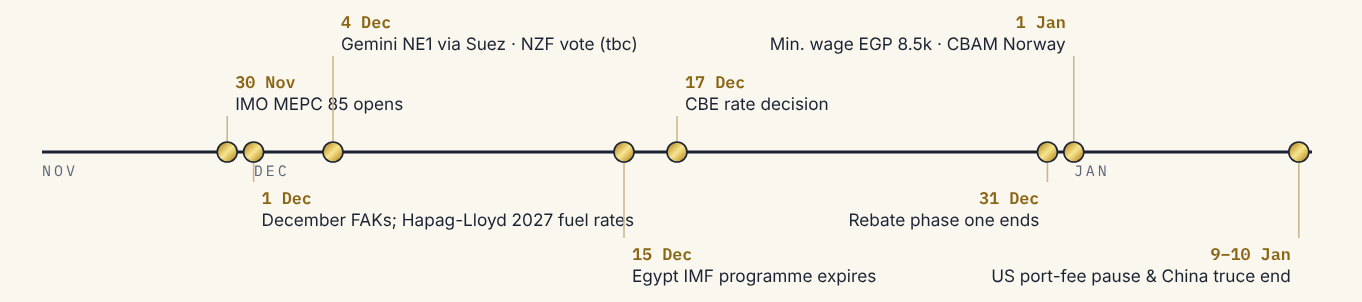 4 Dec
Gemini NE1 via Suez · NZF vote (tbc)
1 Jan
Min. wage EGP 8.5k · CBAM Norway
30 Nov
IMO MEPC 85 opens
17 Dec
CBE rate decision
NOV
DEC
JAN
1 Dec
December FAKs; Hapag-Lloyd 2027 fuel rates
31 Dec
Rebate phase one ends
15 Dec
Egypt IMF programme expires
9–10 Jan
US port-fee pause & China truce end